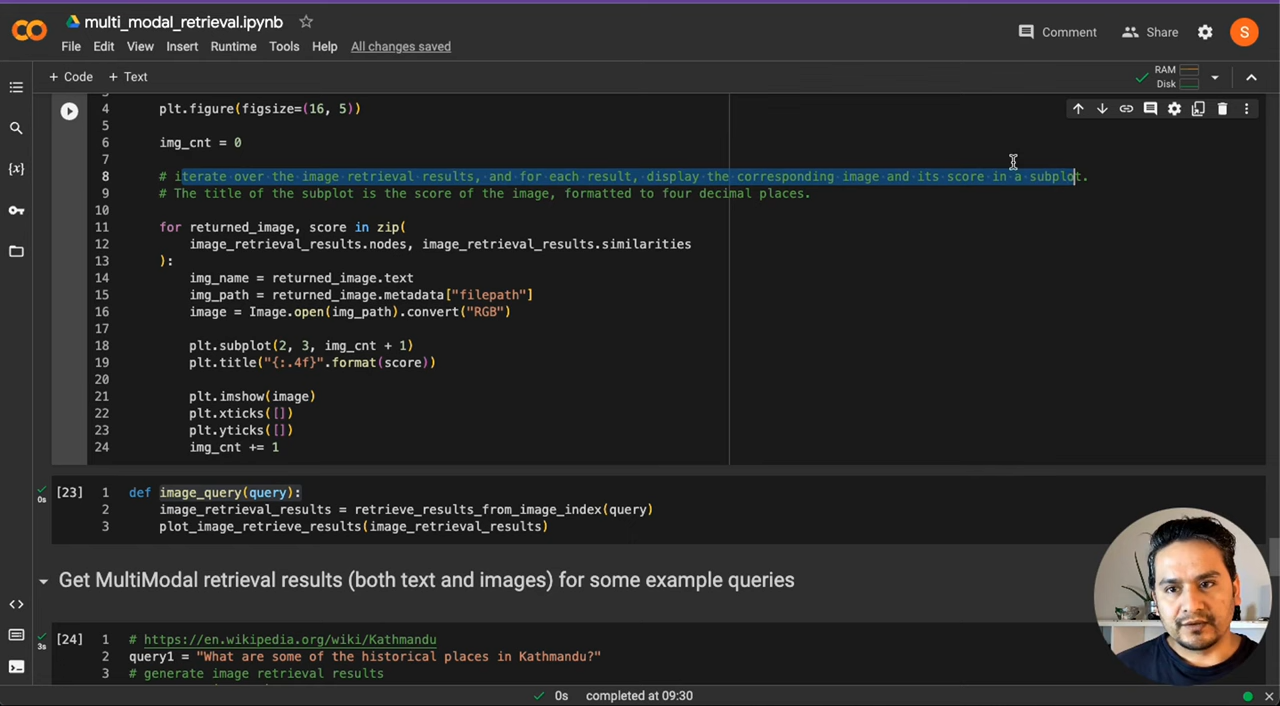 multi_modal_retrieval.ipynb
File Edit View Insert Runtime Tools Help All changes saved
Comment Share S
+ Code + Text
RAM
Disk
4 plt.figure(figsize=(16, 5))
5
6 img_cnt = 0
7
8 # iterate over the image retrieval results, and for each result, display the corresponding image and its score in a subplot.
9 # The title of the subplot is the score of the image, formatted to four decimal places.
10
11 for returned_image, score in zip(
12 image_retrieval_results.nodes, image_retrieval_results.similarities
13 ):
14 img_name = returned_image.text
15 img_path = returned_image.metadata["filepath"]
16 image = Image.open(img_path).convert("RGB")
17
18 plt.subplot(2, 3, img_cnt + 1)
19 plt.title("{:.4f}".format(score))
20
21 plt.imshow(image)
22 plt.xticks([])
23 plt.yticks([])
24 img_cnt += 1
[23] 1 def image_query(query):
0s 2 image_retrieval_results = retrieve_results_from_image_index(query)
3 plot_image_retrieve_results(image_retrieval_results)
Get MultiModal retrieval results (both text and images) for some example queries
[24] 1 # https://en.wikipedia.org/wiki/Kathmandu
3s 2 query1 = "What are some of the historical places in Kathmandu?"
3 # generate image retrieval results
0s completed at 09:30